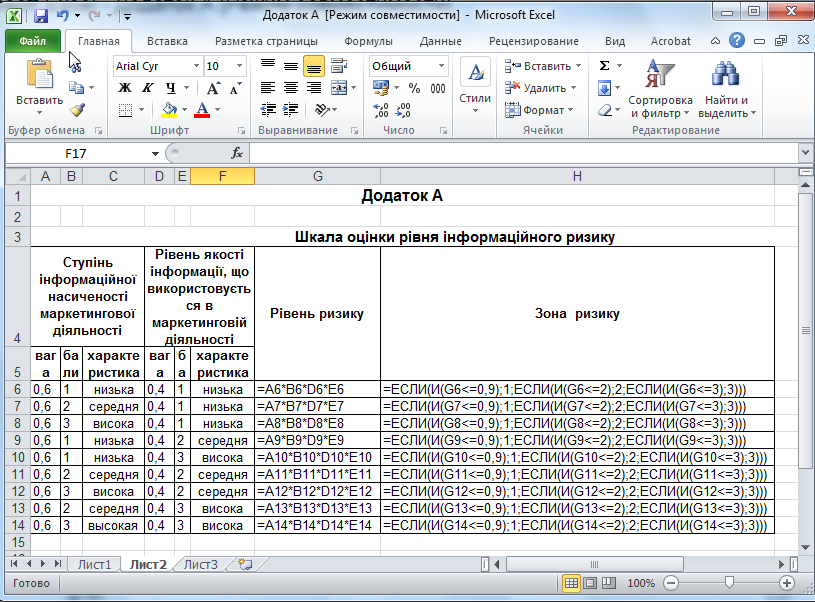 Додаток А [Режим совместимости] - Microsoft Excel
Файл Главная Вставка Разметка страницы Формулы Данные Рецензирование Вид Acrobat
Arial Cyr 10 Общий Вставить Σ
Вставить Ж К Ч A A % 000 Стили Удалить Сортировка и фильтр Найти и выделить
Формат
Буфер обмена Шрифт Выравнивание Число Ячейки Редактирование
F17 fx
A B C D E F G H
1 Додаток А
2
3 Шкала оцінки рівня інформаційного ризику
4 Ступінь інформаційної насиченості маркетингової діяльності Рівень якості інформації, що використовуєть ся в маркетинговій діяльності Рівень ризику Зона ризику
5 ваг а ба ли характе ристика ваг а б а характе ристика
6 0,6 1 низька 0,4 1 низька =A6*B6*D6*E6 =ЕСЛИ(И(G6<=0,9);1;ЕСЛИ(И(G6<=2);2;ЕСЛИ(И(G6<=3);3)))
7 0,6 2 середня 0,4 1 низька =A7*B7*D7*E7 =ЕСЛИ(И(G7<=0,9);1;ЕСЛИ(И(G7<=2);2;ЕСЛИ(И(G7<=3);3)))
8 0,6 3 висока 0,4 1 низька =A8*B8*D8*E8 =ЕСЛИ(И(G8<=0,9);1;ЕСЛИ(И(G8<=2);2;ЕСЛИ(И(G8<=3);3)))
9 0,6 1 низька 0,4 2 середня =A9*B9*D9*E9 =ЕСЛИ(И(G9<=0,9);1;ЕСЛИ(И(G9<=2);2;ЕСЛИ(И(G9<=3);3)))
10 0,6 1 низька 0,4 3 висока =A10*B10*D10*E10 =ЕСЛИ(И(G10<=0,9);1;ЕСЛИ(И(G10<=2);2;ЕСЛИ(И(G10<=3);3)))
11 0,6 2 середня 0,4 2 середня =A11*B11*D11*E11 =ЕСЛИ(И(G11<=0,9);1;ЕСЛИ(И(G11<=2);2;ЕСЛИ(И(G11<=3);3)))
12 0,6 3 висока 0,4 2 середня =A12*B12*D12*E12 =ЕСЛИ(И(G12<=0,9);1;ЕСЛИ(И(G12<=2);2;ЕСЛИ(И(G12<=3);3)))
13 0,6 2 середня 0,4 3 висока =A13*B13*D13*E13 =ЕСЛИ(И(G13<=0,9);1;ЕСЛИ(И(G13<=2);2;ЕСЛИ(И(G13<=3);3)))
14 0,6 3 высокая 0,4 3 висока =A14*B14*D14*E14 =ЕСЛИ(И(G14<=0,9);1;ЕСЛИ(И(G14<=2);2;ЕСЛИ(И(G14<=3);3)))
15
Лист1 Лист2 Лист3
Готово 100%